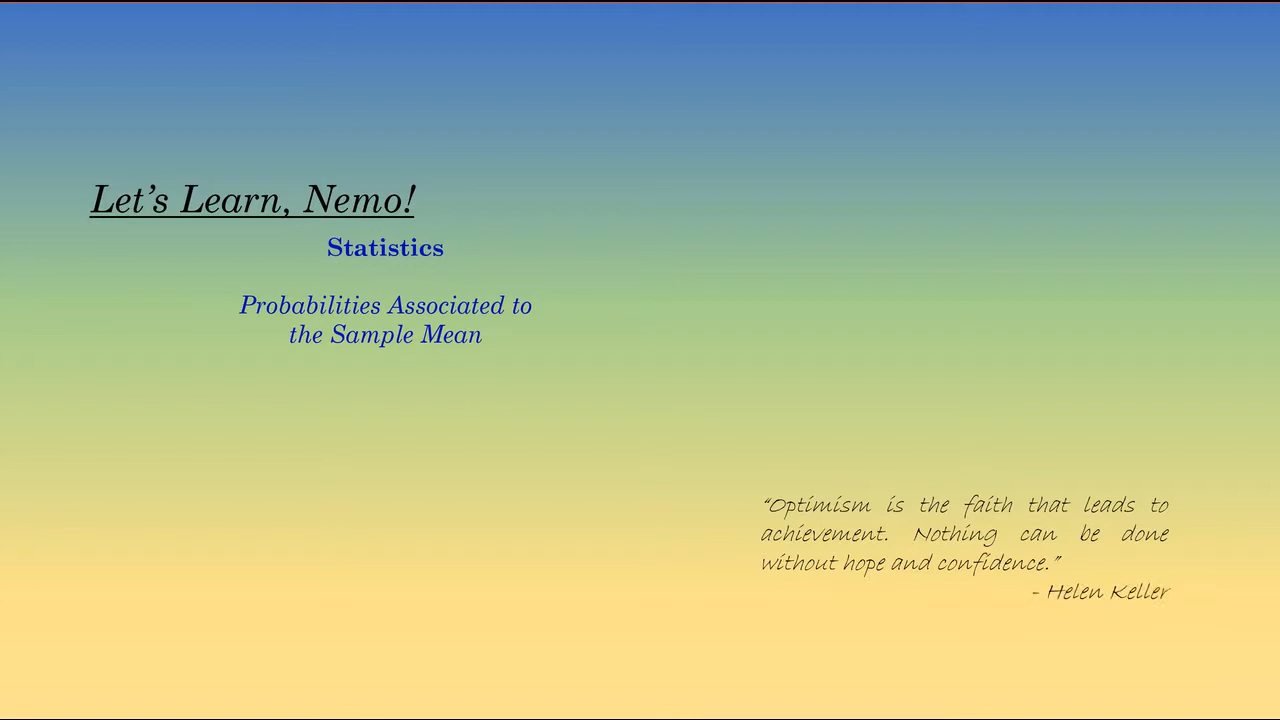 Let's Learn, Nemo!
Statistics
Probabilities Associated to
the Sample Mean
“Optimism is the faith that leads to
achievement. Nothing can be done
without hope and confidence.”
- Helen Keller